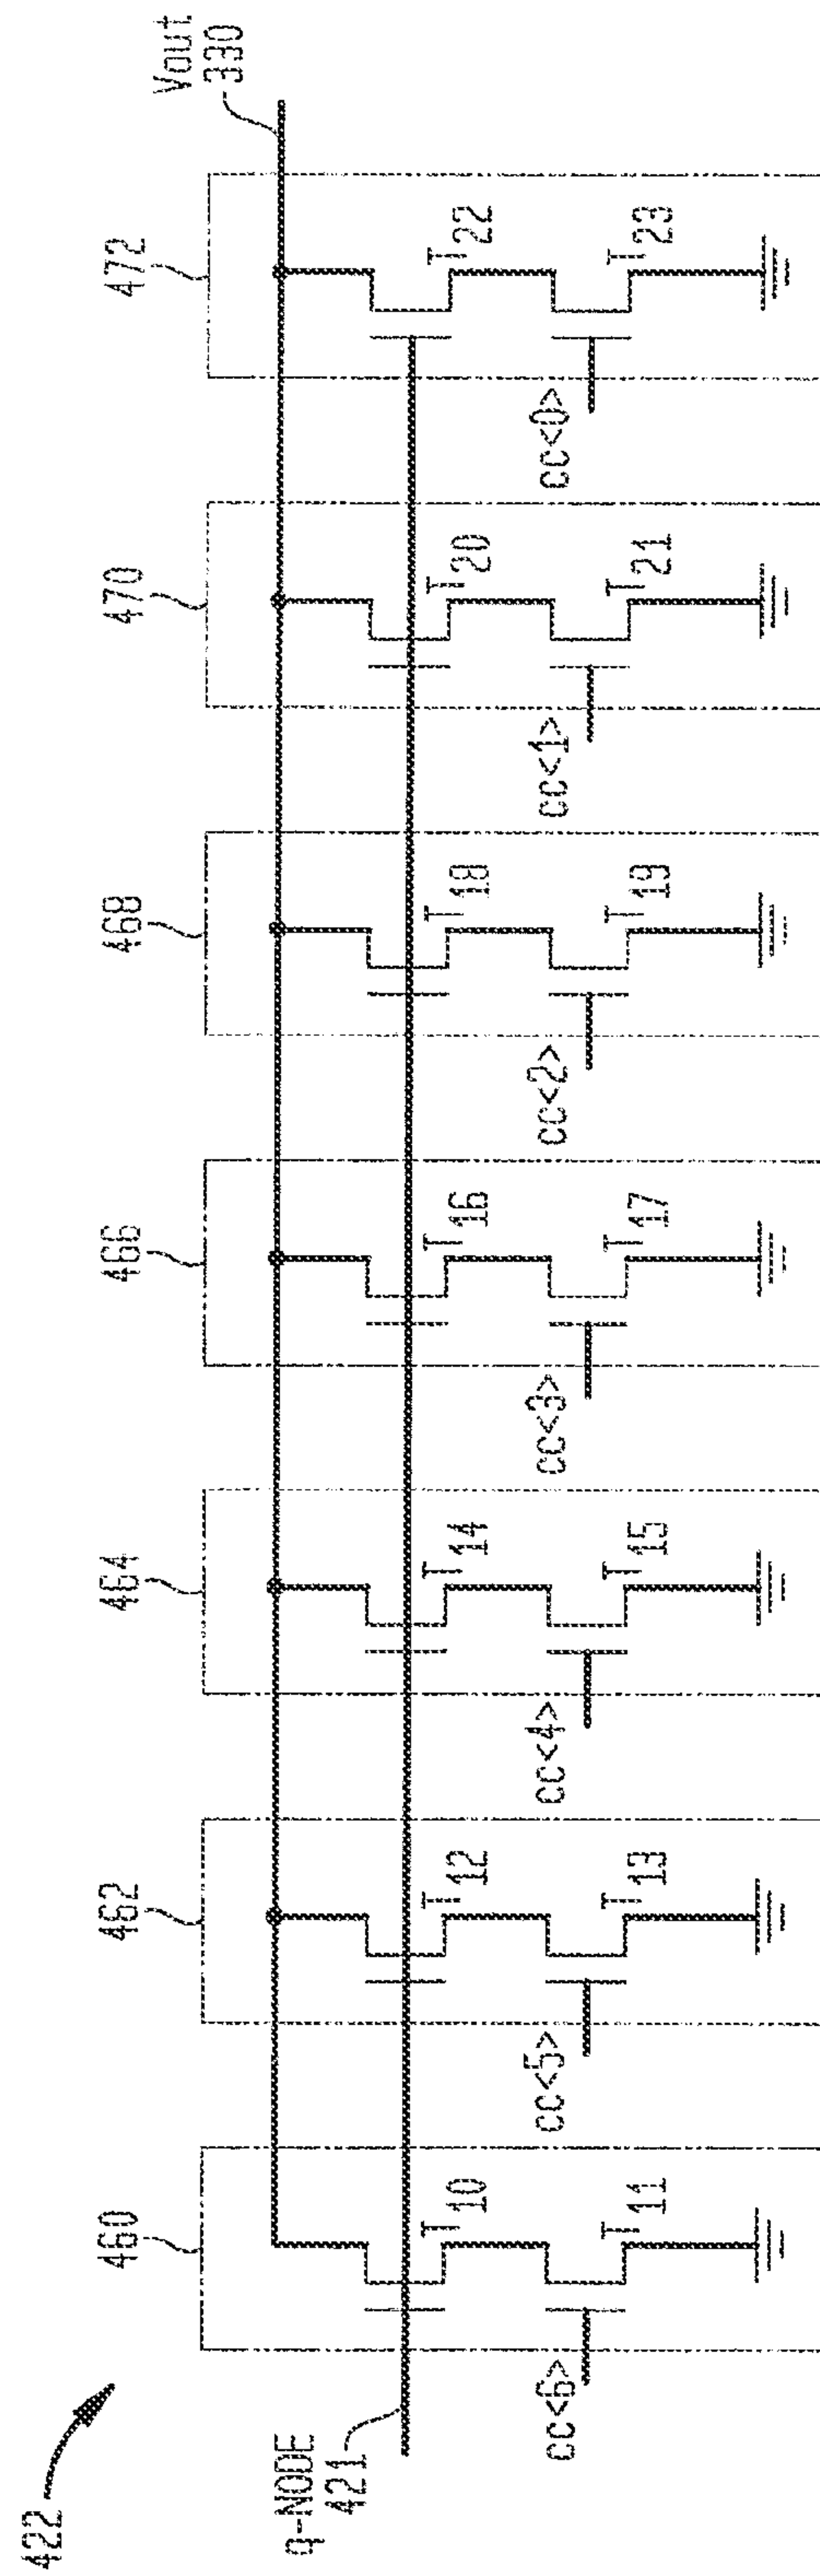 422
460
462
464
466
468
470
472
Vout
330
q-NODE
421
T10
T12
T14
T16
T18
T20
T22
cc<6>
cc<5>
cc<4>
cc<3>
cc<2>
cc<1>
cc<0>
T11
T13
T15
T17
T19
T21
T23